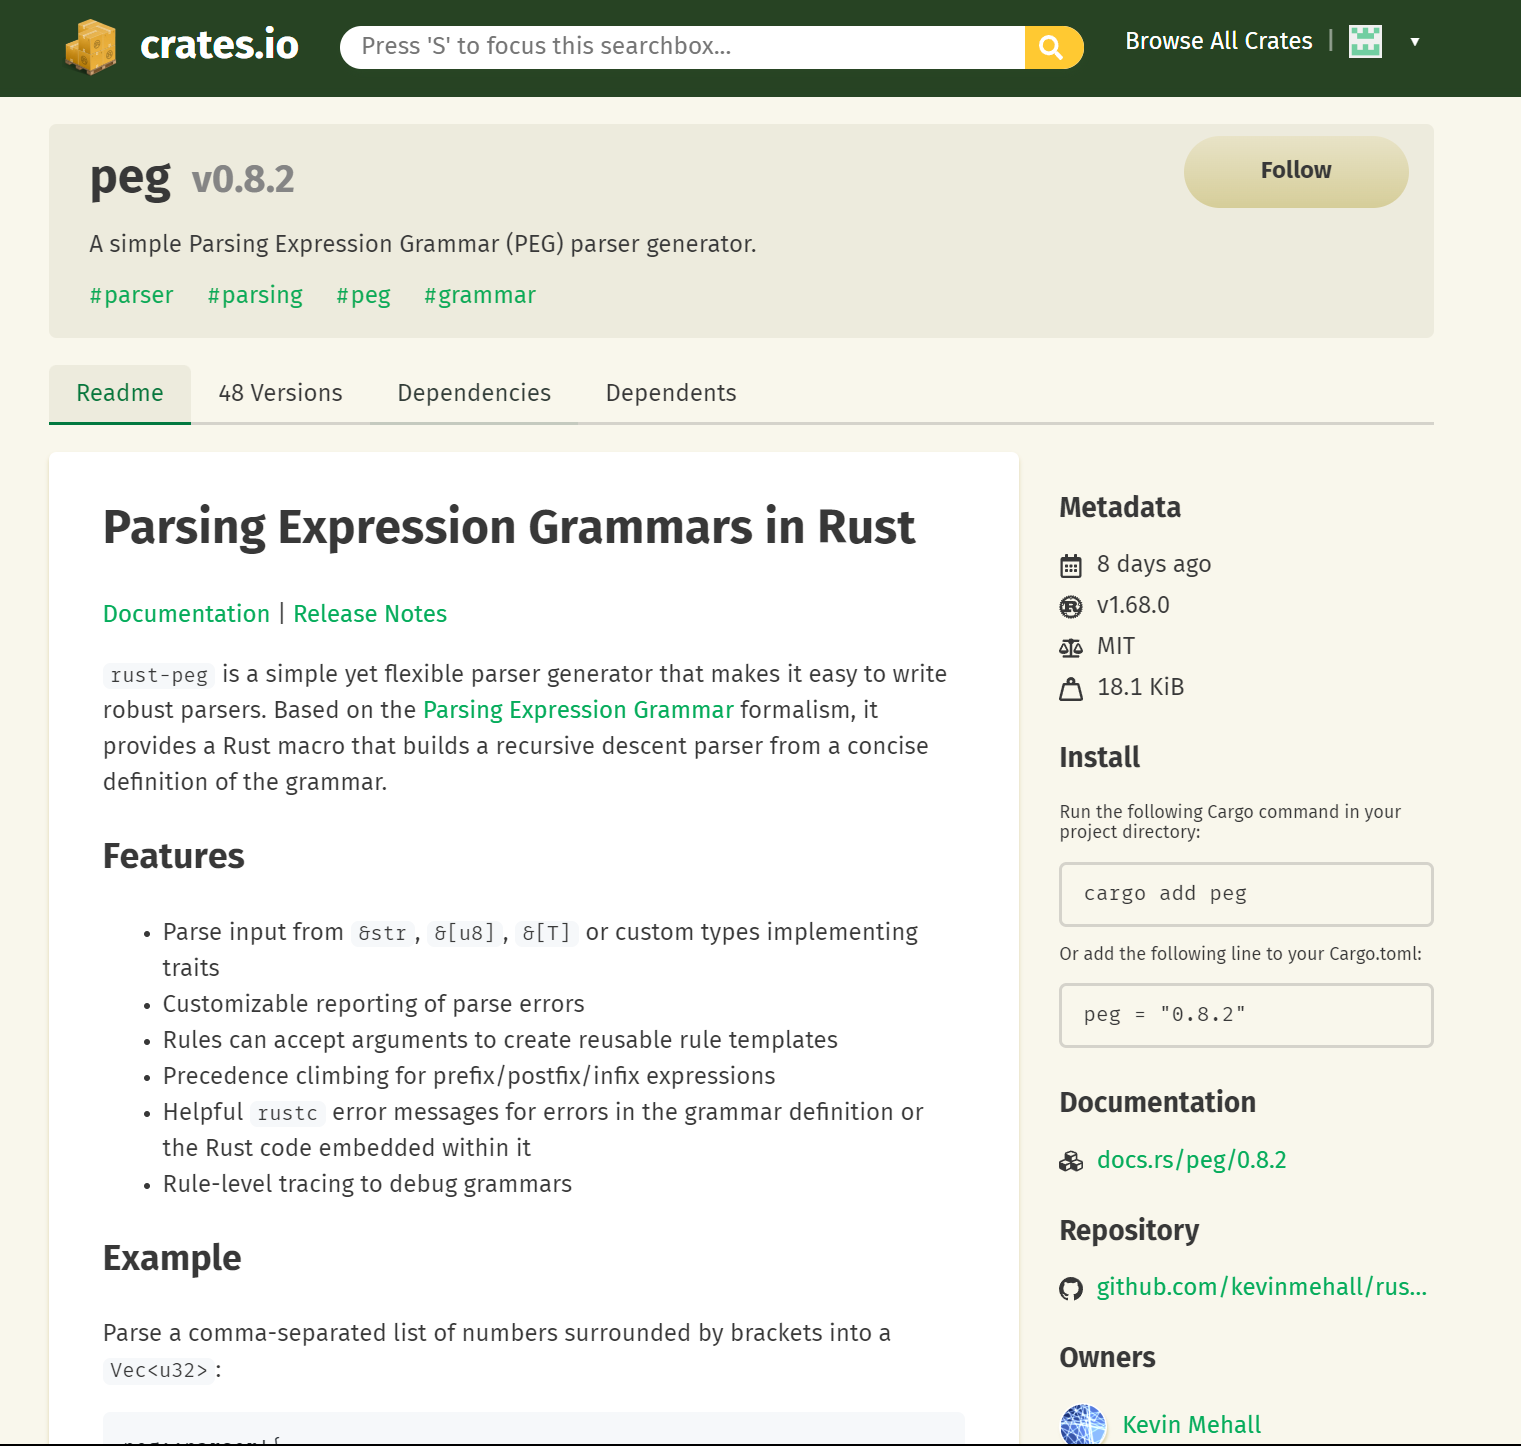 crates.io
Press 'S' to focus this searchbox...
Browse All Crates |
▼
peg v0.8.2
Follow
A simple Parsing Expression Grammar (PEG) parser generator.
#parser #parsing #peg #grammar
Readme 48 Versions Dependencies Dependents
Parsing Expression Grammars in Rust
Documentation | Release Notes
rust-peg is a simple yet flexible parser generator that makes it easy to write
robust parsers. Based on the Parsing Expression Grammar formalism, it
provides a Rust macro that builds a recursive descent parser from a concise
definition of the grammar.
Features
• Parse input from &str, &[u8], &[T] or custom types implementing
traits
• Customizable reporting of parse errors
• Rules can accept arguments to create reusable rule templates
• Precedence climbing for prefix/postfix/infix expressions
• Helpful rustc error messages for errors in the grammar definition or
the Rust code embedded within it
• Rule-level tracing to debug grammars
Example
Parse a comma-separated list of numbers surrounded by brackets into a
Vec<u32>:
Metadata
8 days ago
v1.68.0
MIT
18.1 KiB
Install
Run the following Cargo command in your
project directory:
cargo add peg
Or add the following line to your Cargo.toml:
peg = "0.8.2"
Documentation
docs.rs/peg/0.8.2
Repository
github.com/kevinmehall/rus...
Owners
Kevin Mehall